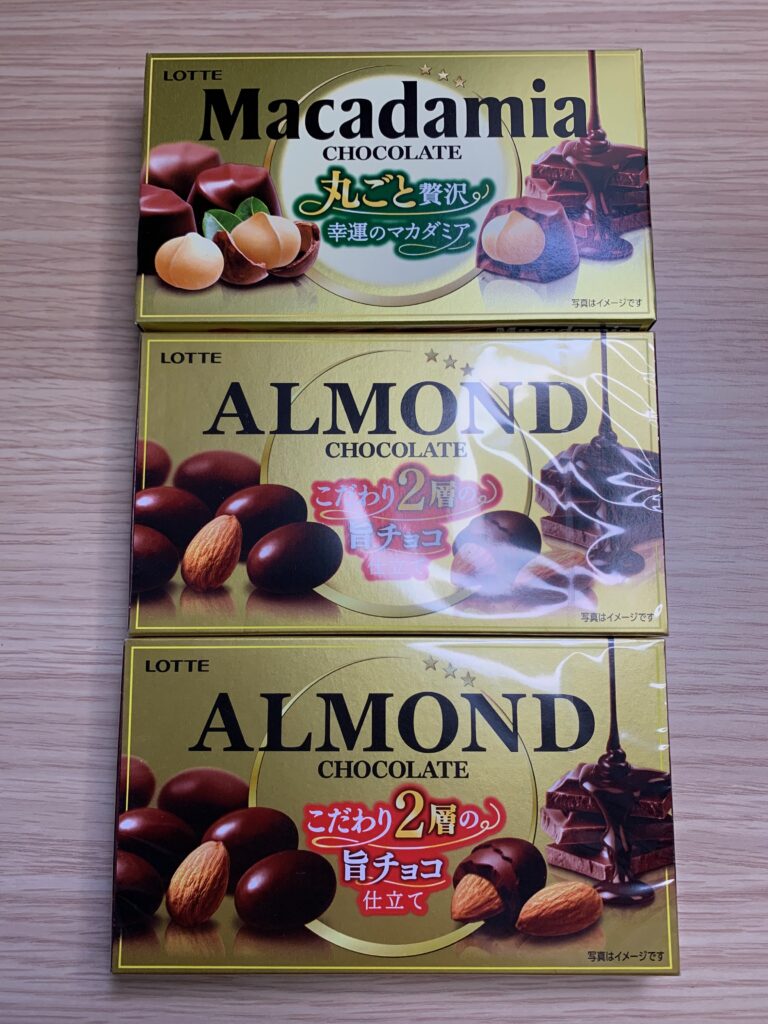 LOTTE
Macadamia
CHOCOLATE
丸ごと贅沢
幸運のマカダミア
写真はイメージです
LOTTE
ALMOND
CHOCOLATE
こだわり2層の
旨チョコ
仕立て
写真はイメージです
LOTTE
ALMOND
CHOCOLATE
こだわり2層の
旨チョコ
仕立て
写真はイメージです